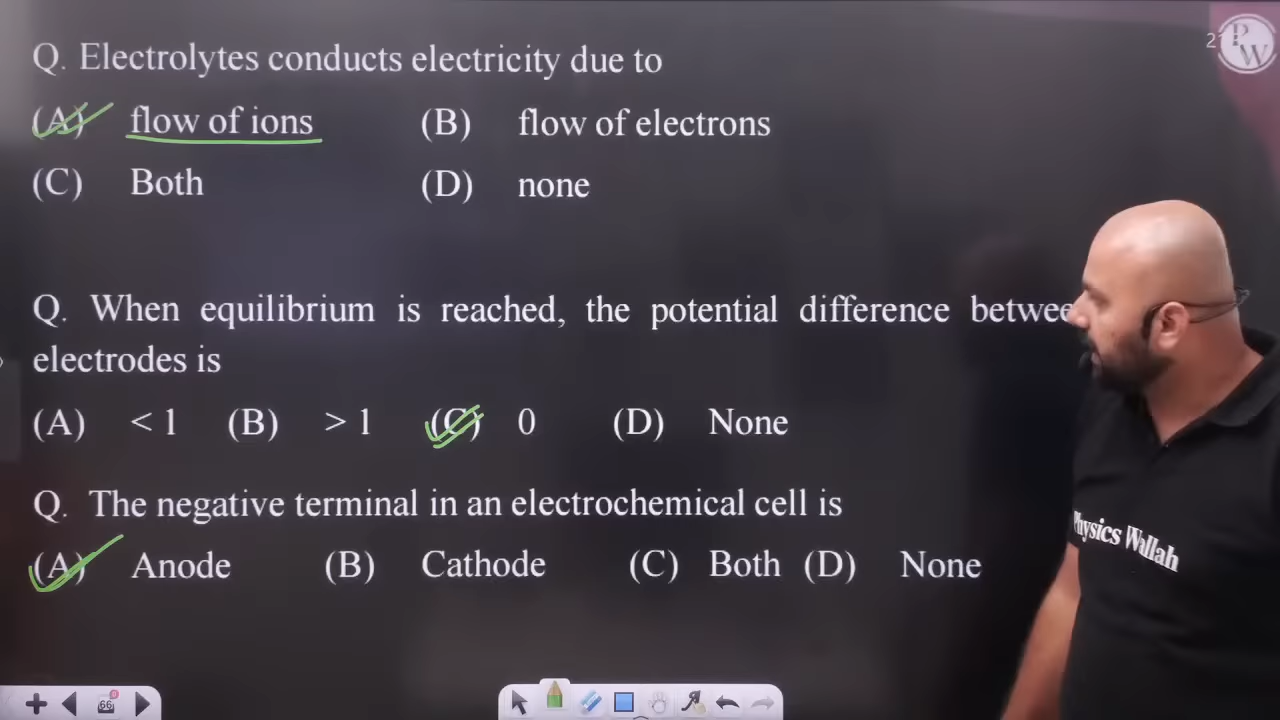 Q. Electrolytes conducts electricity due to
(A) flow of ions (B) flow of electrons
(C) Both (D) none
Q. When equilibrium is reached, the potential difference betwee
electrodes is
(A) < 1 (B) > 1 (C) 0 (D) None
Q. The negative terminal in an electrochemical cell is
(A) Anode (B) Cathode (C) Both (D) None
PW
Physics Wallah
66